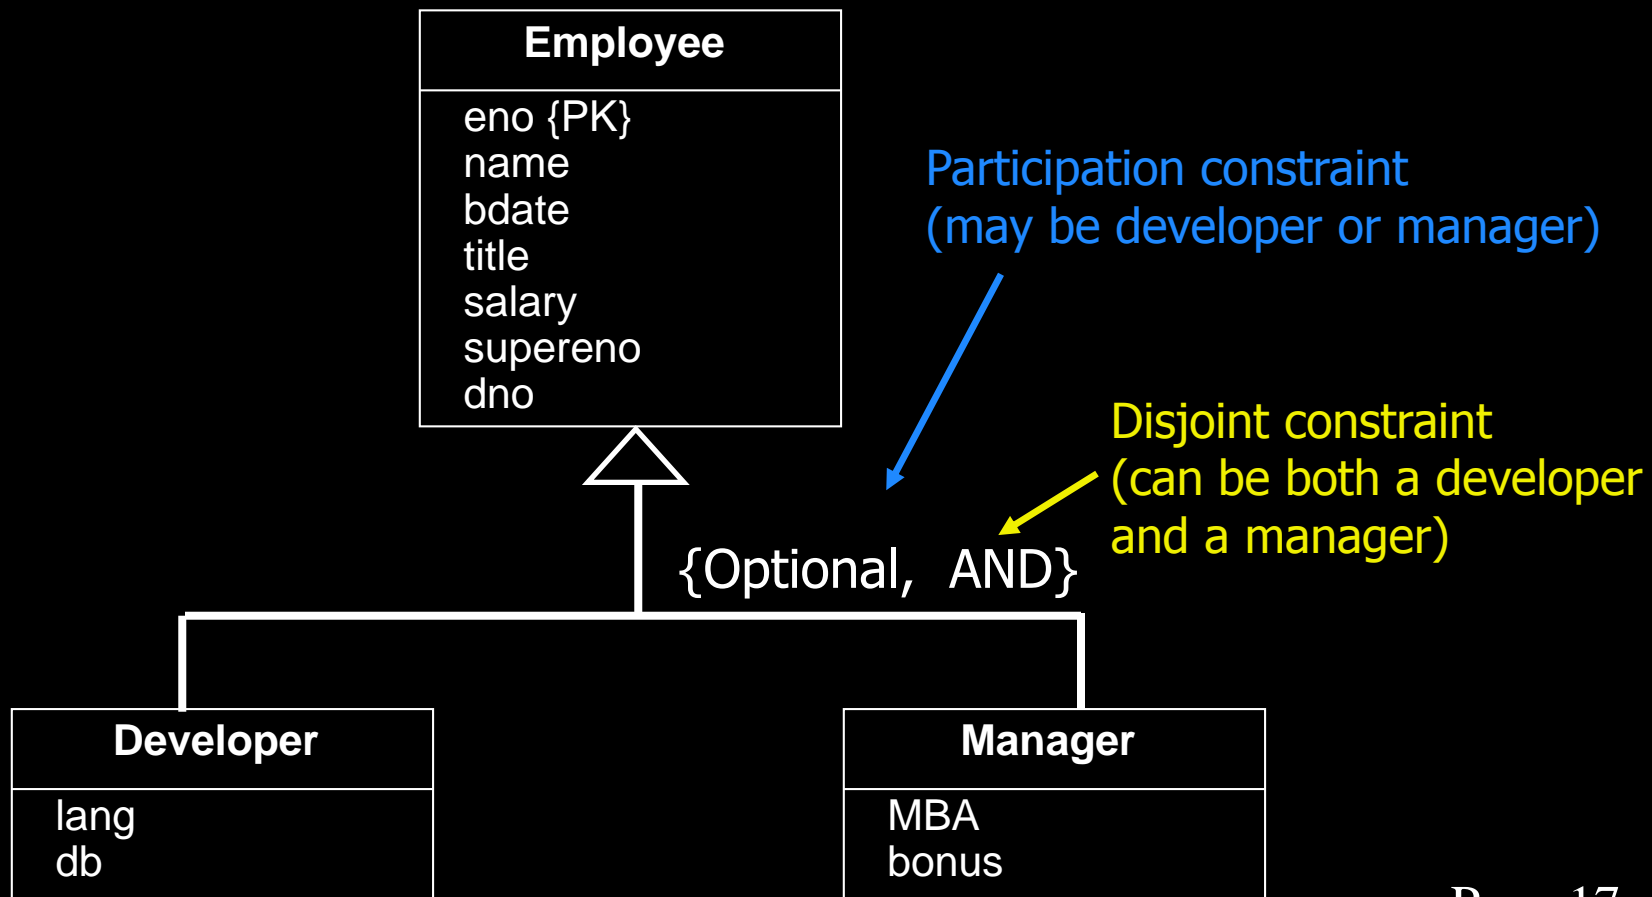 Employee
eno {PK}
name
bdate
title
salary
supereno
dno
Participation constraint
(may be developer or manager)
Disjoint constraint
(can be both a developer
and a manager)
{Optional, AND}
Developer
lang
db
Manager
MBA
bonus
17